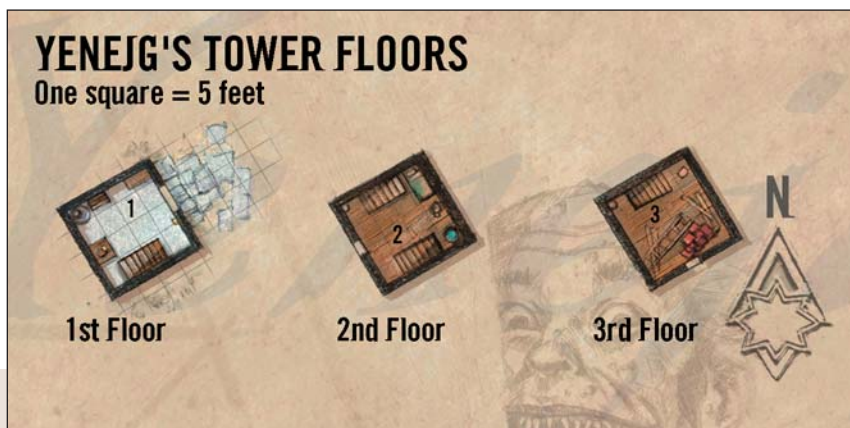 YENEJG'S TOWER FLOORS
One square = 5 feet
1
2
3
N
1st Floor
2nd Floor
3rd Floor